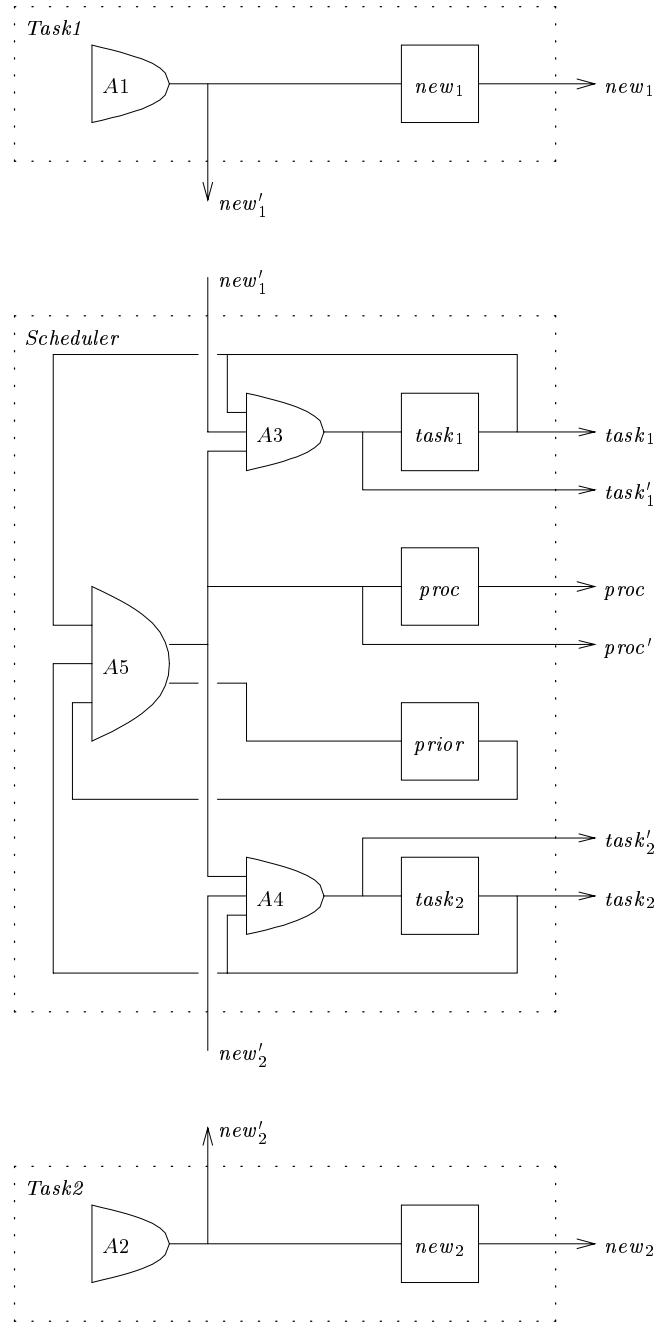 Task1
A1 new₁ new₁
new′₁
new′₁
Scheduler
A3 task₁ task₁
task′₁
proc proc
proc′
A5
prior
task′₂
A4 task₂ task₂
new′₂
new′₂
Task2
A2 new₂ new₂